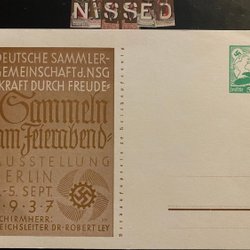 NISSED
DEUTSCHE SAMMLER-
GEMEINSCHAFT d. NSG
KRAFT DURCH FREUDE
Sammeln
am Feierabend
AUSSTELLUNG
BERLIN
-5. SEPT.
1937
SCHIRMHERR:
REICHSLEITER DR·ROBERT LEY